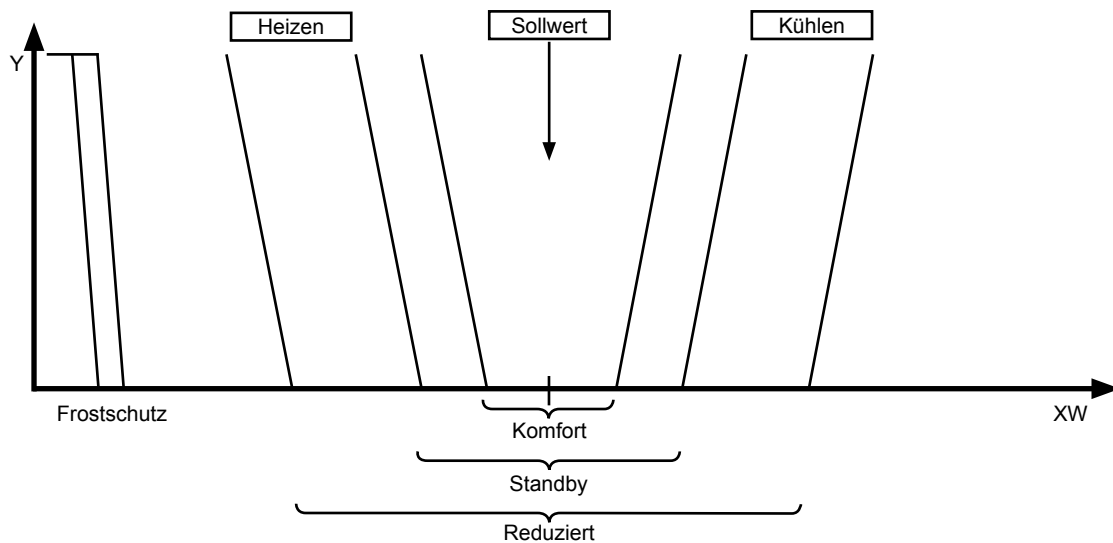 Heizen
Sollwert
Kühlen
Y
Frostschutz
XW
Komfort
Standby
Reduziert